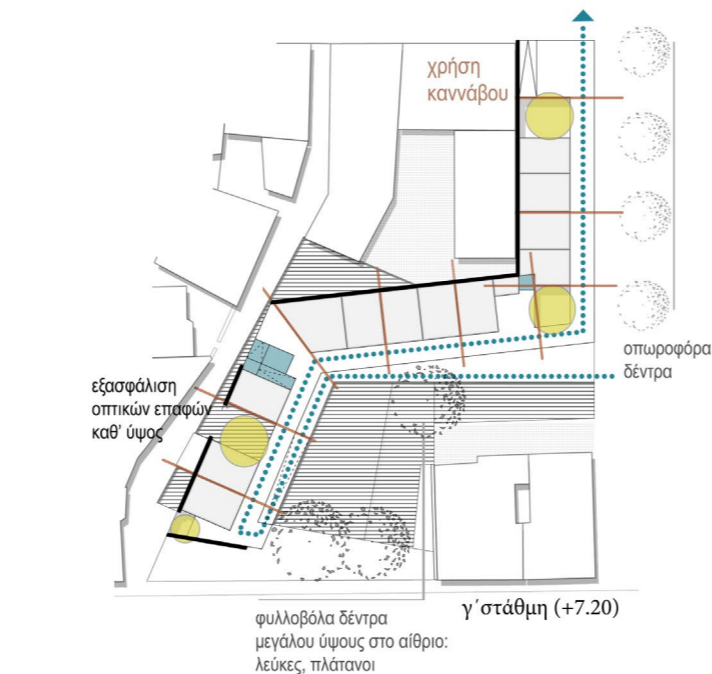 χρήση
καννάβου
οπωροφόρα
δέντρα
εξασφάλιση
οπτικών επαφών
καθ’ ύψος
γ΄στάθμη (+7.20)
φυλλοβόλα δέντρα
μεγάλου ύψους στο αίθριο:
λεύκες, πλάτανοι